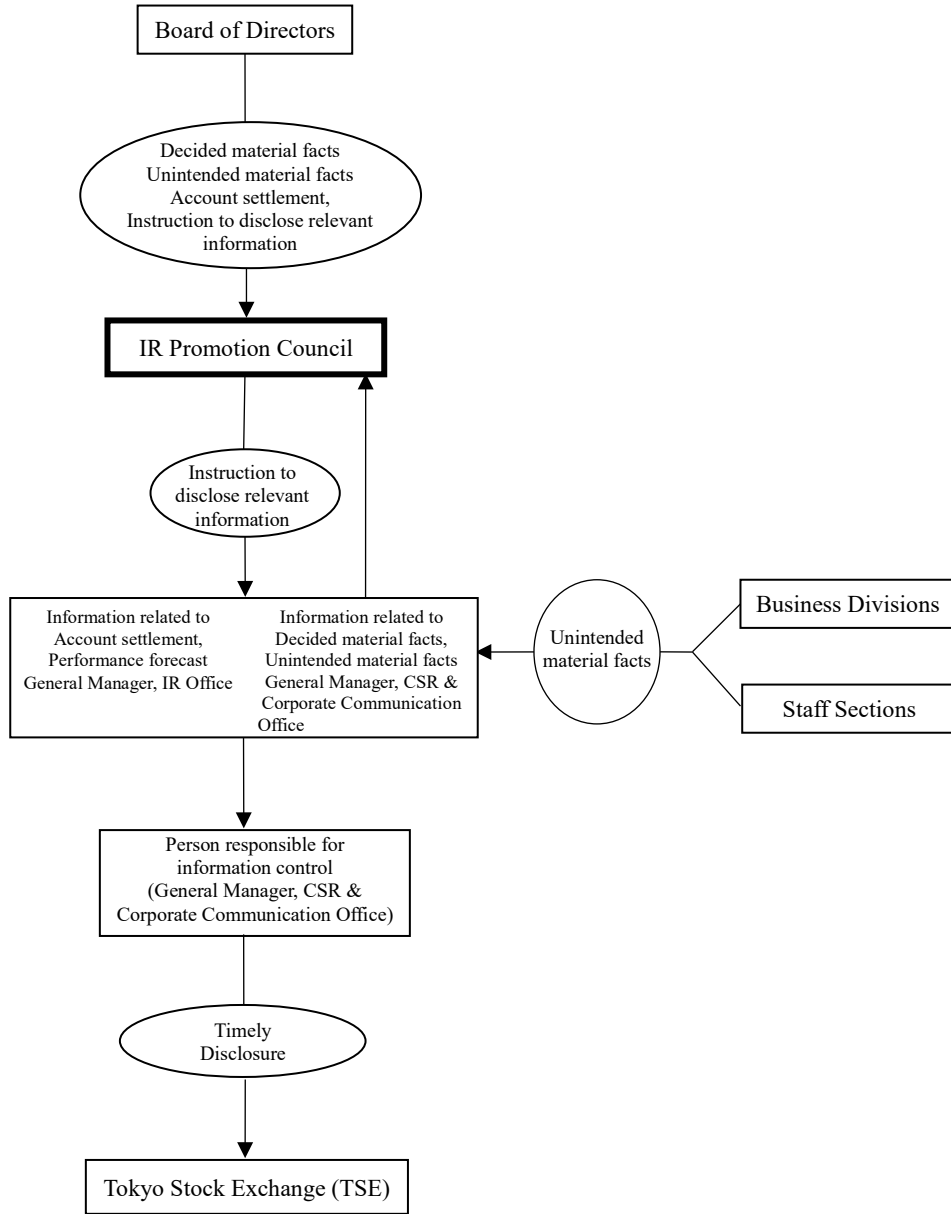 Board of Directors
Decided material facts
Unintended material facts
Account settlement,
Instruction to disclose relevant
information
IR Promotion Council
Instruction to
disclose relevant
information
Information related to
Account settlement,
Performance forecast
General Manager, IR Office
Information related to
Decided material facts,
Unintended material facts
General Manager, CSR &
Corporate Communication
Office
Unintended
material facts
Business Divisions
Staff Sections
Person responsible for
information control
(General Manager, CSR &
Corporate Communication Office)
Timely
Disclosure
Tokyo Stock Exchange (TSE)